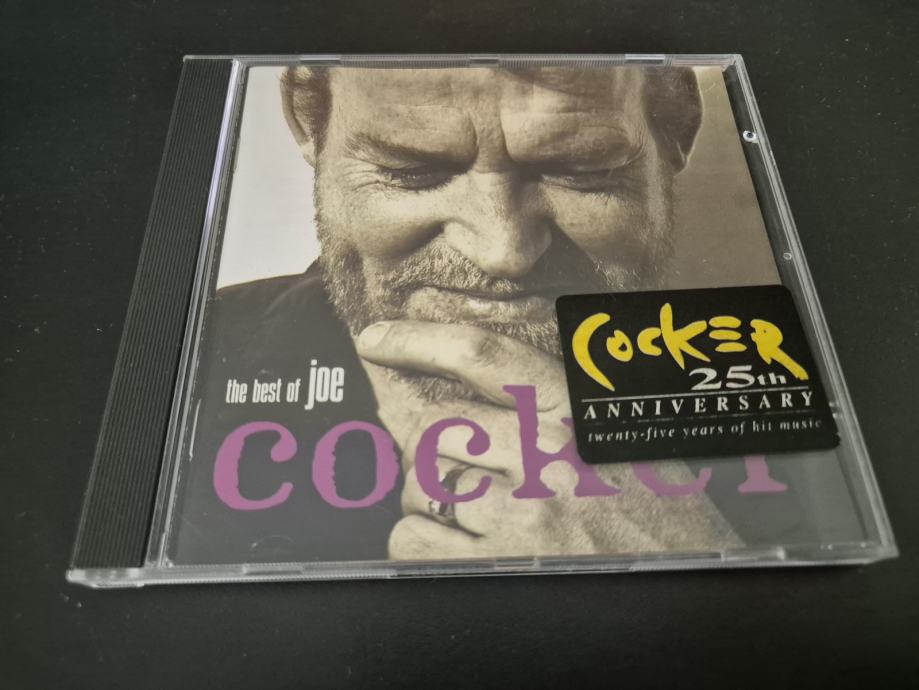 the best of joe
cocker
COCKER
25th
ANNIVERSARY
twenty-five years of hit music